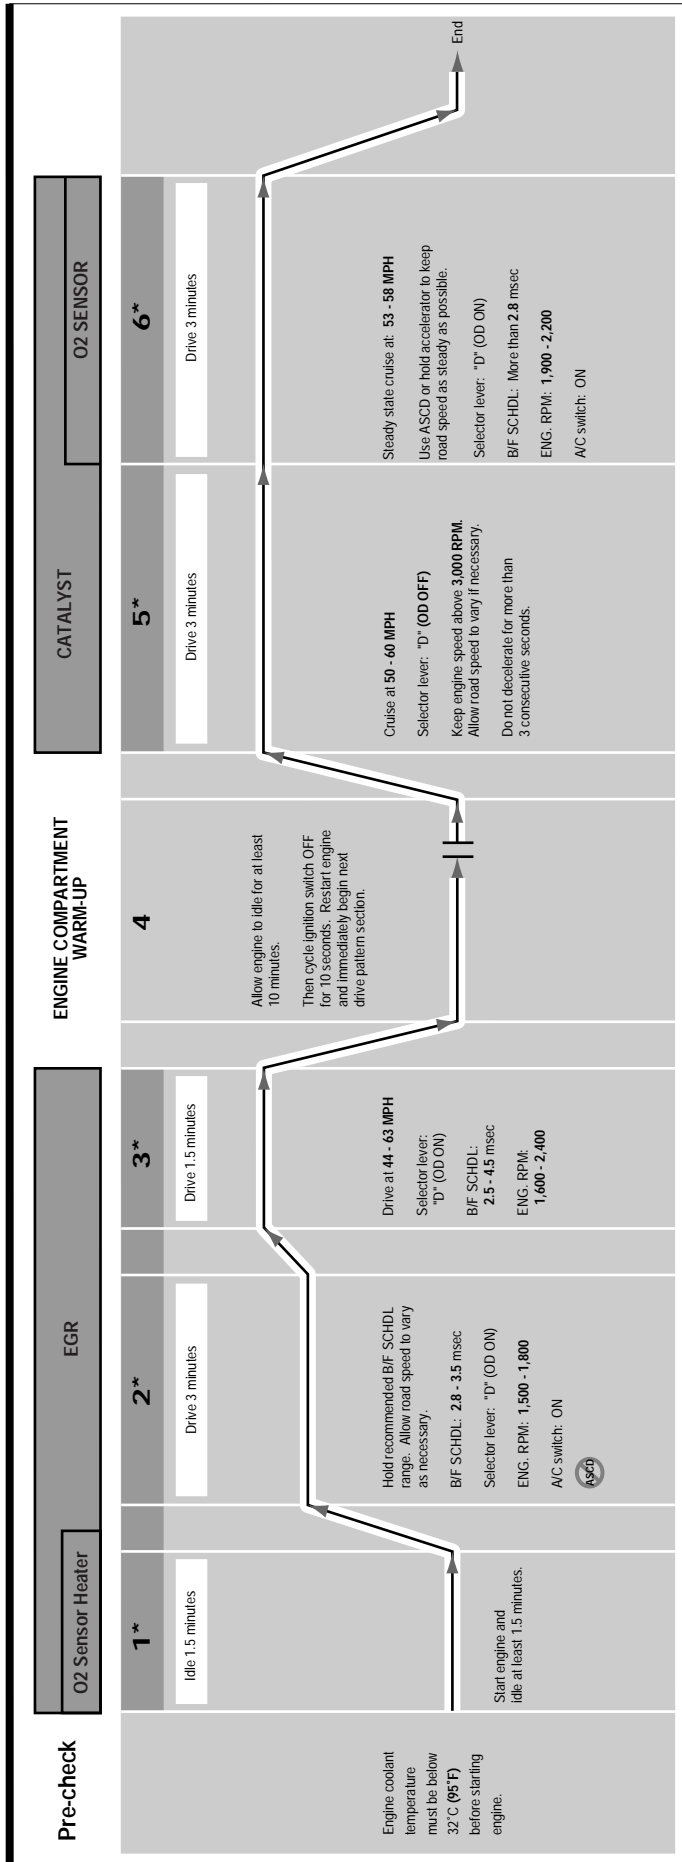 Pre-check
Engine coolant
temperature
must be below
32˚C (95˚F)
before starting
engine.
EGR
O2 Sensor Heater
1*
Idle 1.5 minutes
Start engine and
idle at least 1.5 minutes.
2*
Drive 3 minutes
Hold recommended B/F SCHDL
range. Allow road speed to vary
as necessary.
B/F SCHDL: 2.8 - 3.5 msec
Selector lever: "D" (OD ON)
ENG. RPM: 1,500 - 1,800
A/C switch: ON
ASCD
3*
Drive 1.5 minutes
Drive at 44 - 63 MPH
Selector lever:
"D" (OD ON)
B/F SCHDL:
2.5 - 4.5 msec
ENG. RPM:
1,600 - 2,400
ENGINE COMPARTMENT
WARM-UP
4
Allow engine to idle for at least
10 minutes.
Then cycle ignition switch OFF
for 10 seconds. Restart engine
and immediately begin next
drive pattern section.
CATALYST
5*
Drive 3 minutes
Cruise at 50 - 60 MPH
Selector lever: "D" (OD OFF)
Keep engine speed above 3,000 RPM.
Allow road speed to vary if necessary.
Do not decelerate for more than
3 consecutive seconds.
O2 SENSOR
6*
Drive 3 minutes
Steady state cruise at: 53 - 58 MPH
Use ASCD or hold accelerator to keep
road speed as steady as possible.
Selector lever: "D" (OD ON)
B/F SCHDL: More than 2.8 msec
ENG. RPM: 1,900 - 2,200
A/C switch: ON
End